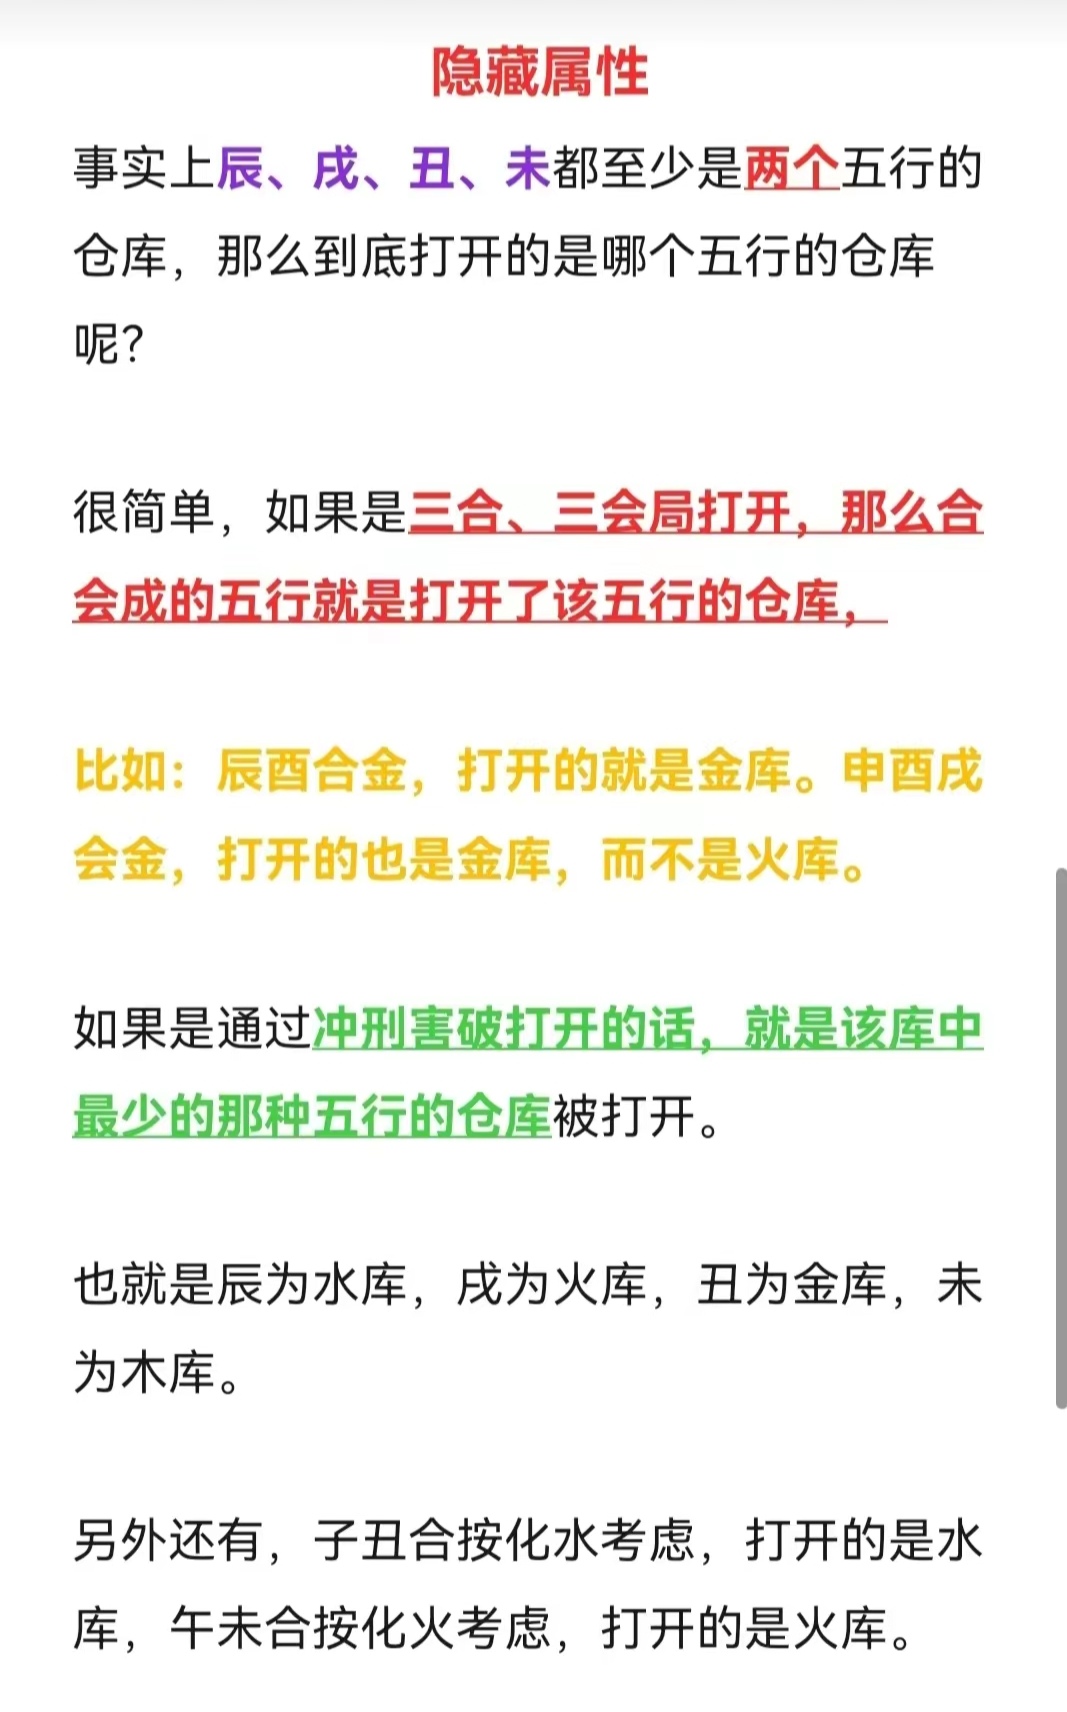 隐藏属性
事实上辰、戌、丑、未都至少是两个五行的
仓库，那么到底打开的是哪个五行的仓库
呢？
很简单，如果是三合、三会局打开，那么合
会成的五行就是打开了该五行的仓库，
比如：辰酉合金，打开的就是金库。申酉戌
会金，打开的也是金库，而不是火库。
如果是通过冲刑害破打开的话，就是该库中
最少的那种五行的仓库被打开。
也就是辰为水库，戌为火库，丑为金库，未
为木库。
另外还有，子丑合按化水考虑，打开的是水
库，午未合按化火考虑，打开的是火库。